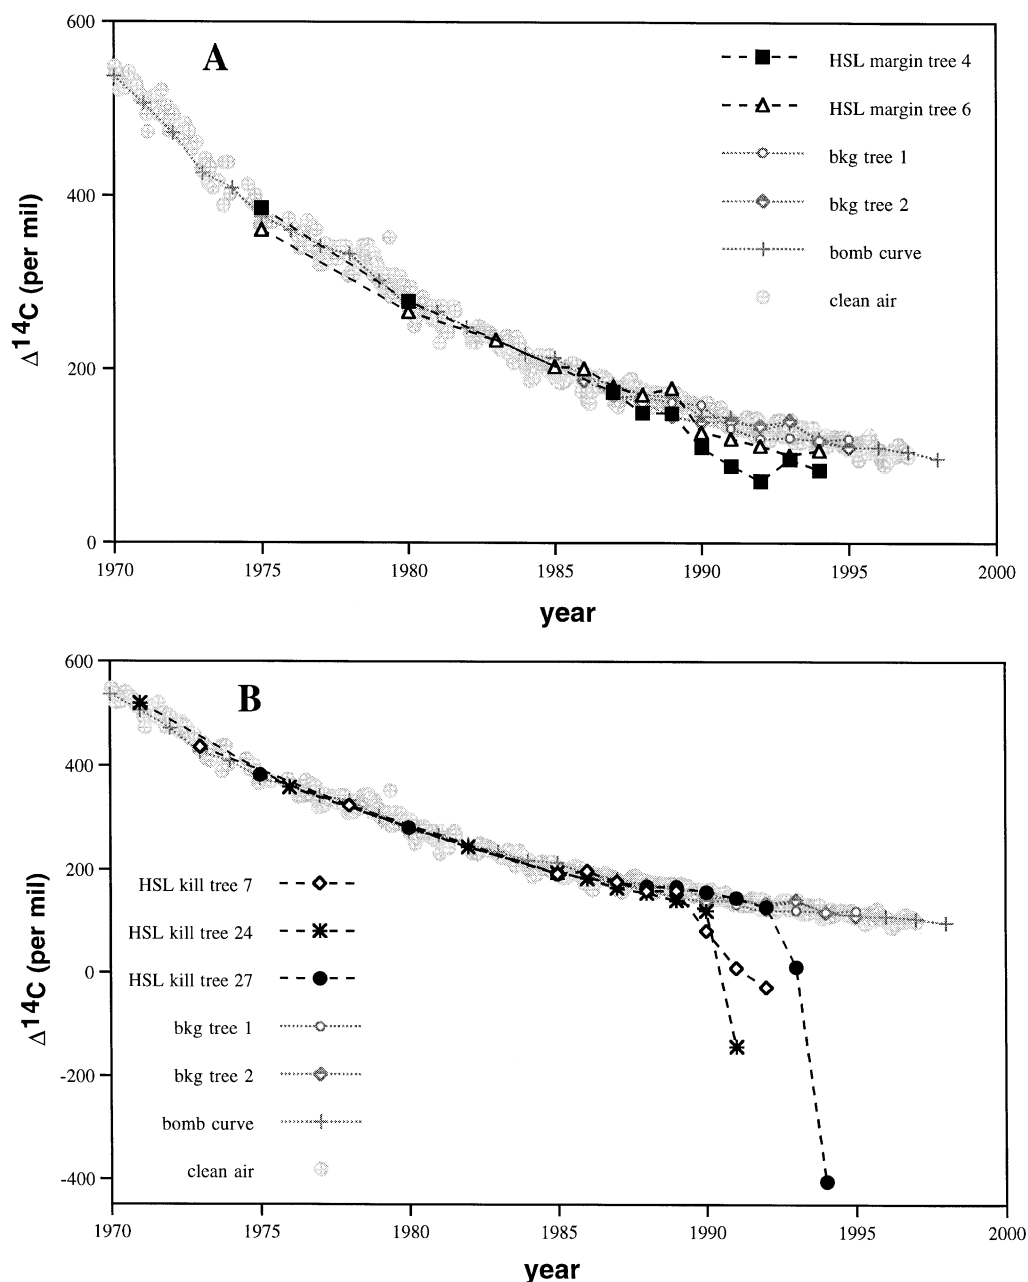 600
A
HSL margin tree 4
HSL margin tree 6
bkg tree 1
400
bkg tree 2
bomb curve
clean air
Δ14C (per mil)
200
0
1970 1975 1980 1985 1990 1995 2000
year
600
B
400
200
HSL kill tree 7
HSL kill tree 24
0
HSL kill tree 27
bkg tree 1
Δ14C (per mil)
-200
bkg tree 2
bomb curve
clean air
-400
1970 1975 1980 1985 1990 1995 2000
year